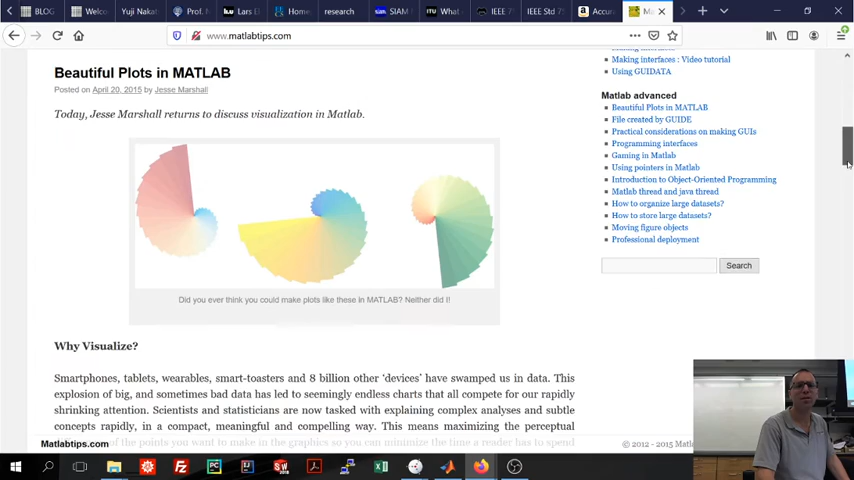 BLOG
Welc
Yuji Nakat
Prof. N
Lars E
Home
research
SIAM
ITU
What
IEEE 7
IEEE Std 7
Accura
www.matlabtips.com
Beautiful Plots in MATLAB
Posted on April 20, 2015 by Jesse Marshall
Today, Jesse Marshall returns to discuss visualization in Matlab.
Did you ever think you could make plots like these in MATLAB? Neither did I!
Why Visualize?
Smartphones, tablets, wearables, smart-toasters and 8 billion other ‘devices’ have swamped us in data. This
explosion of big, and sometimes bad data has led to seemingly endless charts that all compete for our rapidly
shrinking attention. Scientists and statisticians are now tasked with explaining complex analyses and subtle
concepts rapidly, in a compact, meaningful and compelling way. This means maximizing the perceptual
of the points you want to make in the graphics so you can minimize the time a reader has to spend
Matlabtips.com
© 2012 - 2015 Matla
Making interfaces : Video tutorial
Using GUIDATA
Matlab advanced
Beautiful Plots in MATLAB
File created by GUIDE
Practical considerations on making GUIs
Programming interfaces
Gaming in Matlab
Using pointers in Matlab
Introduction to Object-Oriented Programming
Matlab thread and java thread
How to organize large datasets?
How to store large datasets?
Moving figure objects
Professional deployment
Search